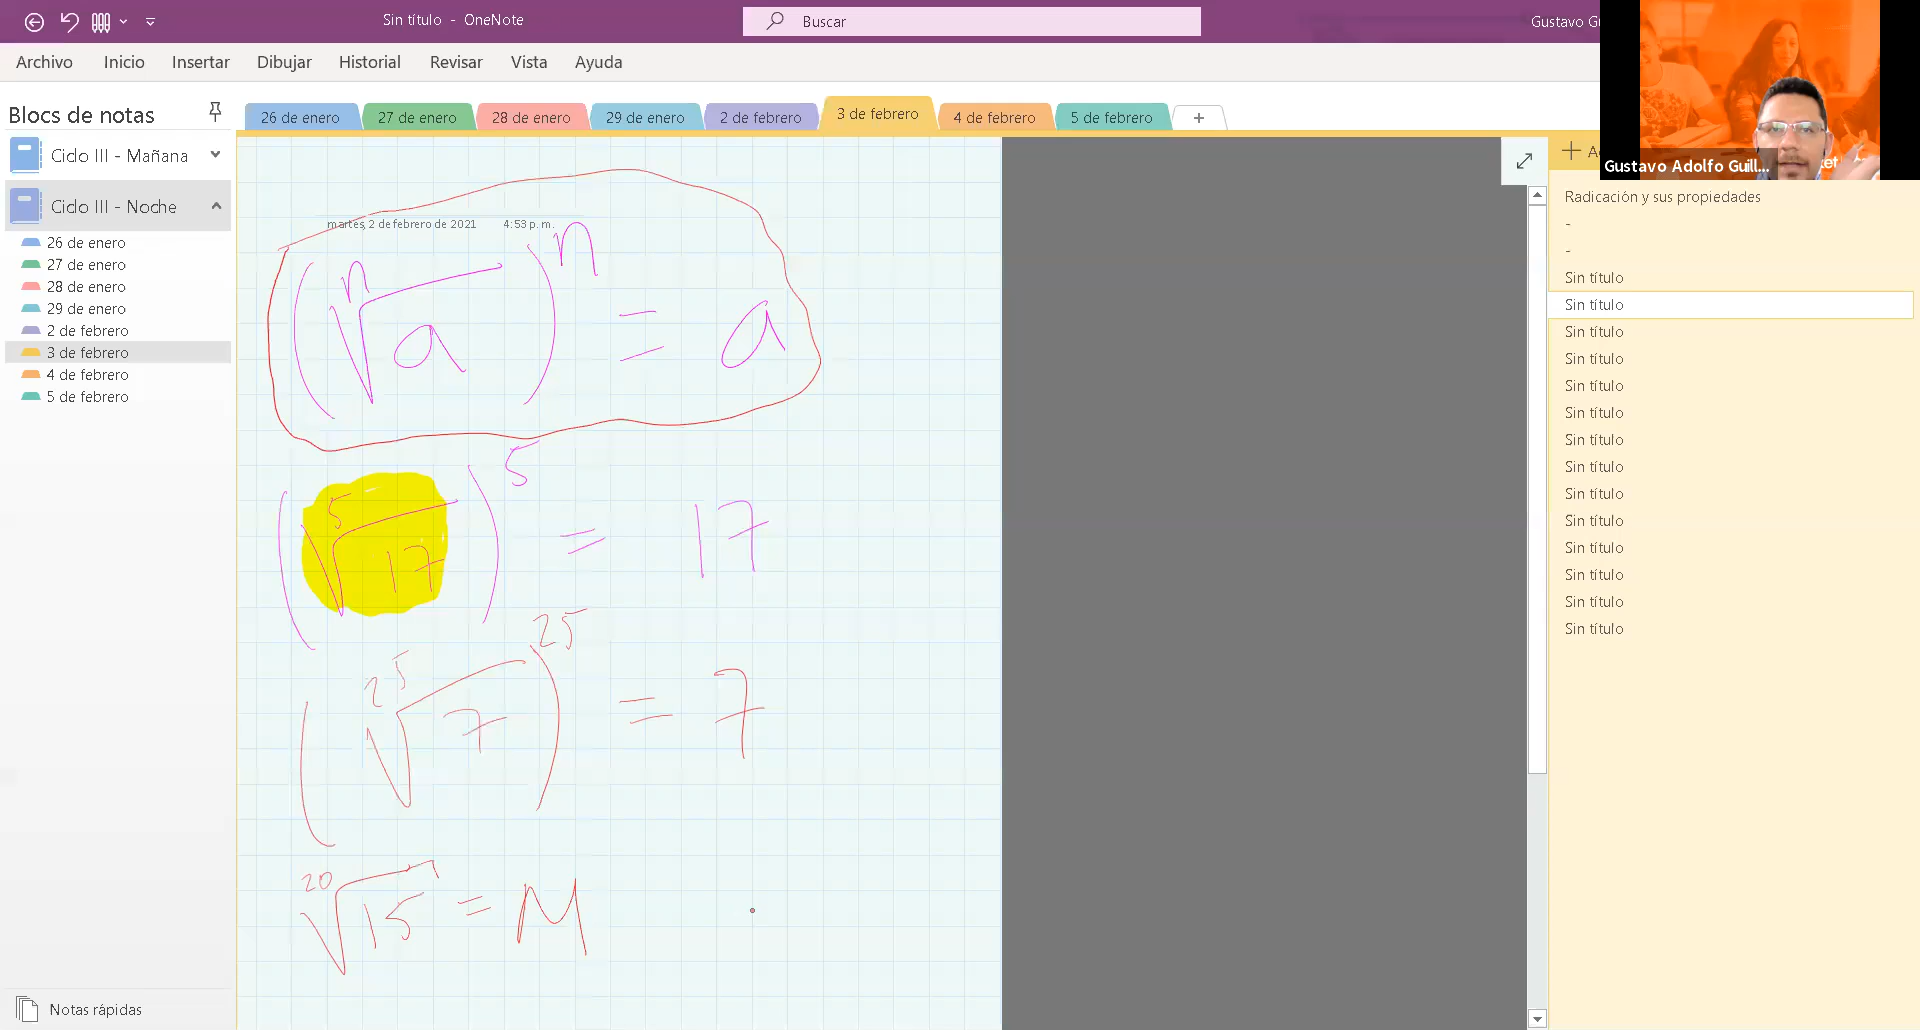 Sin título - OneNote
Buscar
Gustavo Gu
Archivo Inicio Insertar Dibujar Historial Revisar Vista Ayuda
Blocs de notas
26 de enero 27 de enero 28 de enero 29 de enero 2 de febrero 3 de febrero 4 de febrero 5 de febrero +
Ciclo III - Mañana
Ciclo III - Noche
26 de enero
27 de enero
28 de enero
29 de enero
2 de febrero
3 de febrero
4 de febrero
5 de febrero
Notas rápidas
martes, 2 de febrero de 2021 4:53 p. m.
(ⁿ√a)ⁿ = a
(⁵√17)⁵ = 17
(²⁵√7)²⁵ = 7
²⁰√15 = M
Gustavo Adolfo Guill...
Radicación y sus propiedades
-
-
Sin título
Sin título
Sin título
Sin título
Sin título
Sin título
Sin título
Sin título
Sin título
Sin título
Sin título
Sin título
Sin título
Sin título